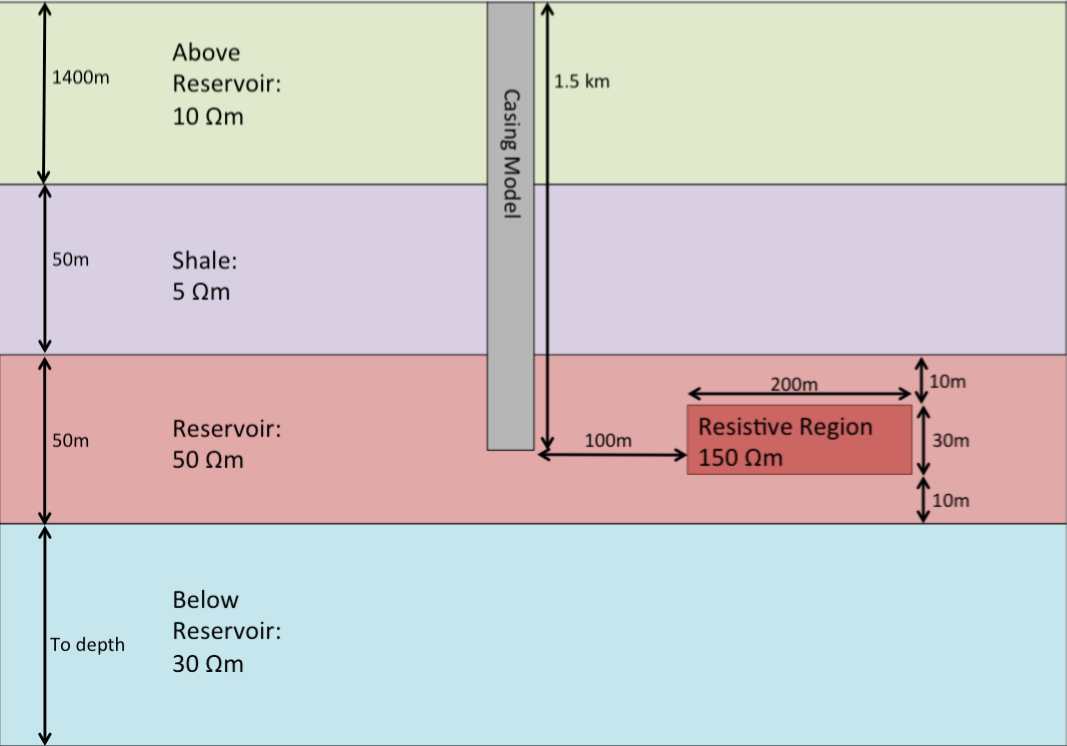 Above
Reservoir:
10 Ωm
1400m
1.5 km
Casing Model
50m
Shale:
5 Ωm
50m
Reservoir:
50 Ωm
100m
200m
Resistive Region
150 Ωm
10m
30m
10m
Below
Reservoir:
30 Ωm
To depth